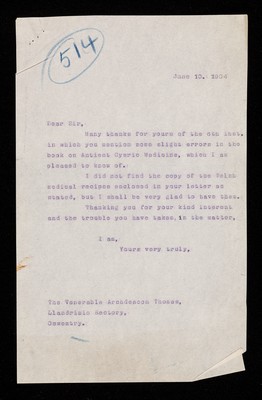 514
June 13, 190
Dear Sir,
Many thanks for yours of the 6th inst.
in which you mention some slight errors in the
book on Antient Cymric Medicine, which I am
pleased to know of.
I did not find the copy of the Welsh
medical recipes enclosed in your letter as
stated, but I shall be very glad to have them.
Thanking you for your kind interest
and the trouble you have taken, in the matter,
I am,
Yours very truly,
The Venerable Archdeacon Thomas,
Llandrinio Rectory,
Oswestry.